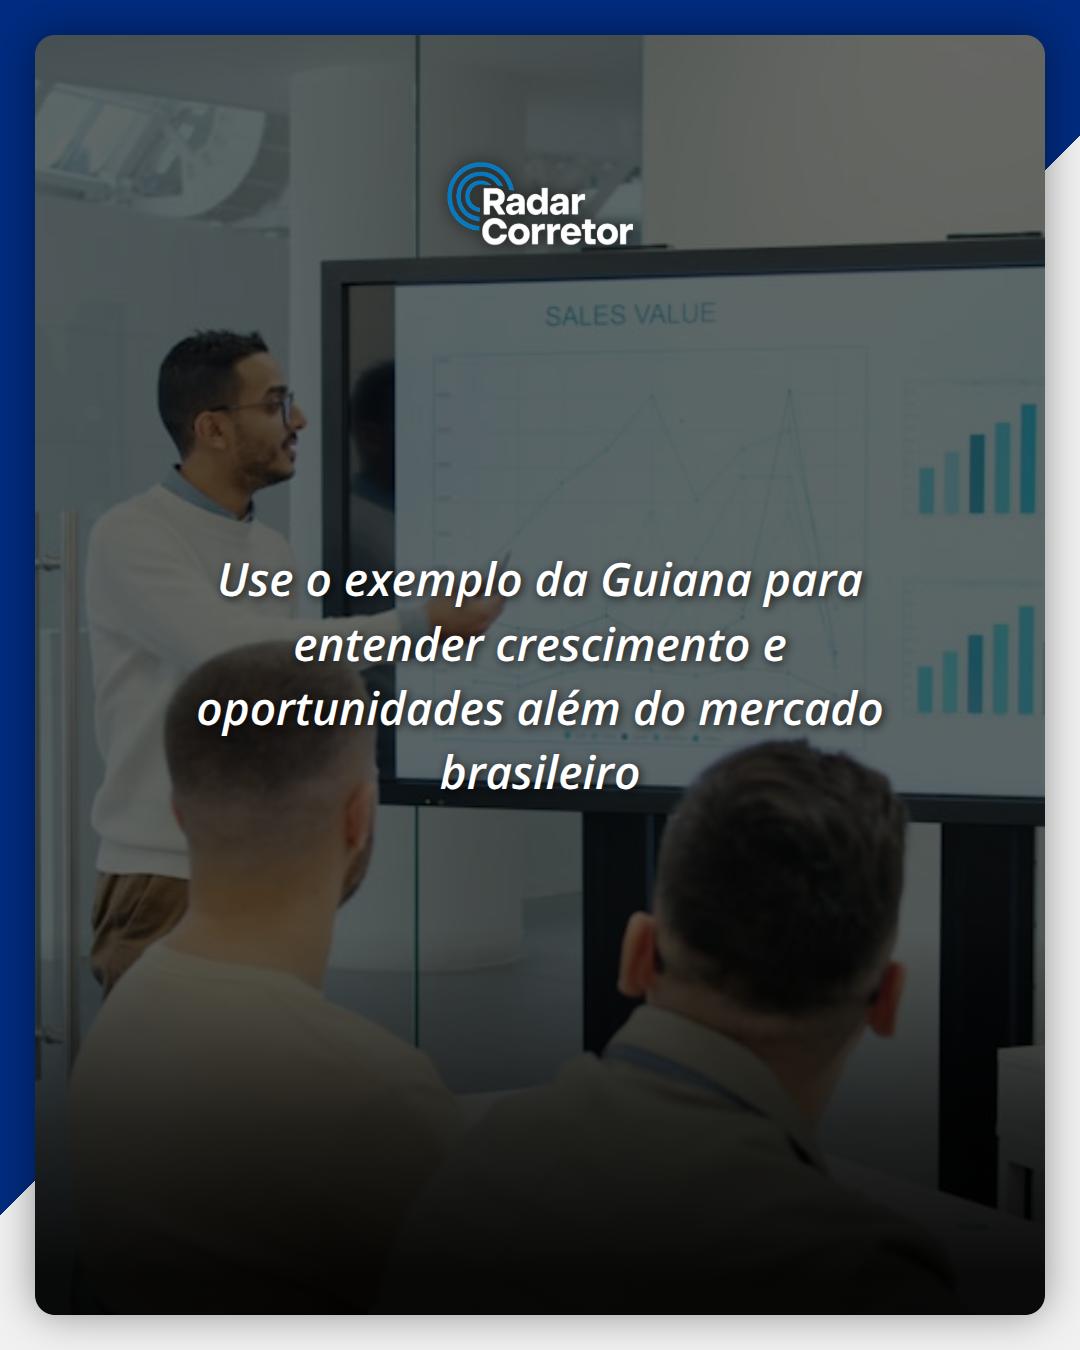 Radar
Corretor
SALES VALUE
Use o exemplo da Guiana para
entender crescimento e
oportunidades além do mercado
brasileiro